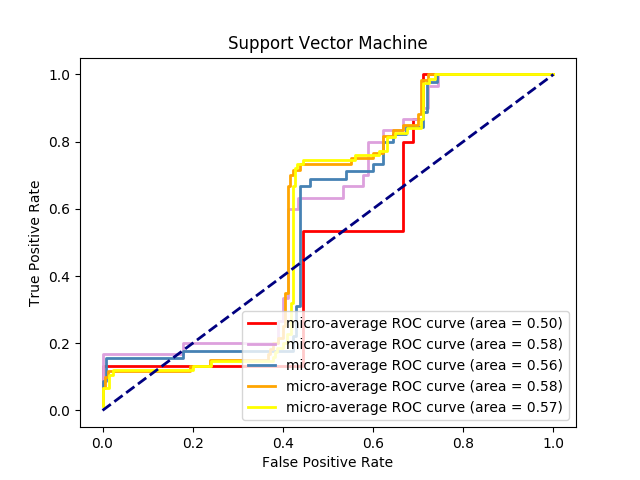 Support Vector Machine
1.0
0.8
0.6
0.4
0.2
0.0
True Positive Rate
micro-average ROC curve (area = 0.50)
micro-average ROC curve (area = 0.58)
micro-average ROC curve (area = 0.56)
micro-average ROC curve (area = 0.58)
micro-average ROC curve (area = 0.57)
0.0 0.2 0.4 0.6 0.8 1.0
False Positive Rate